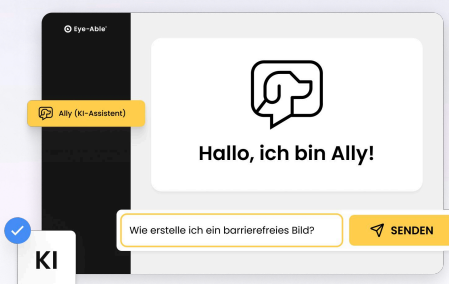 Eye-Able®
Ally (KI-Assistent)
Hallo, ich bin Ally!
Wie erstelle ich ein barrierefreies Bild?
SENDEN
KI